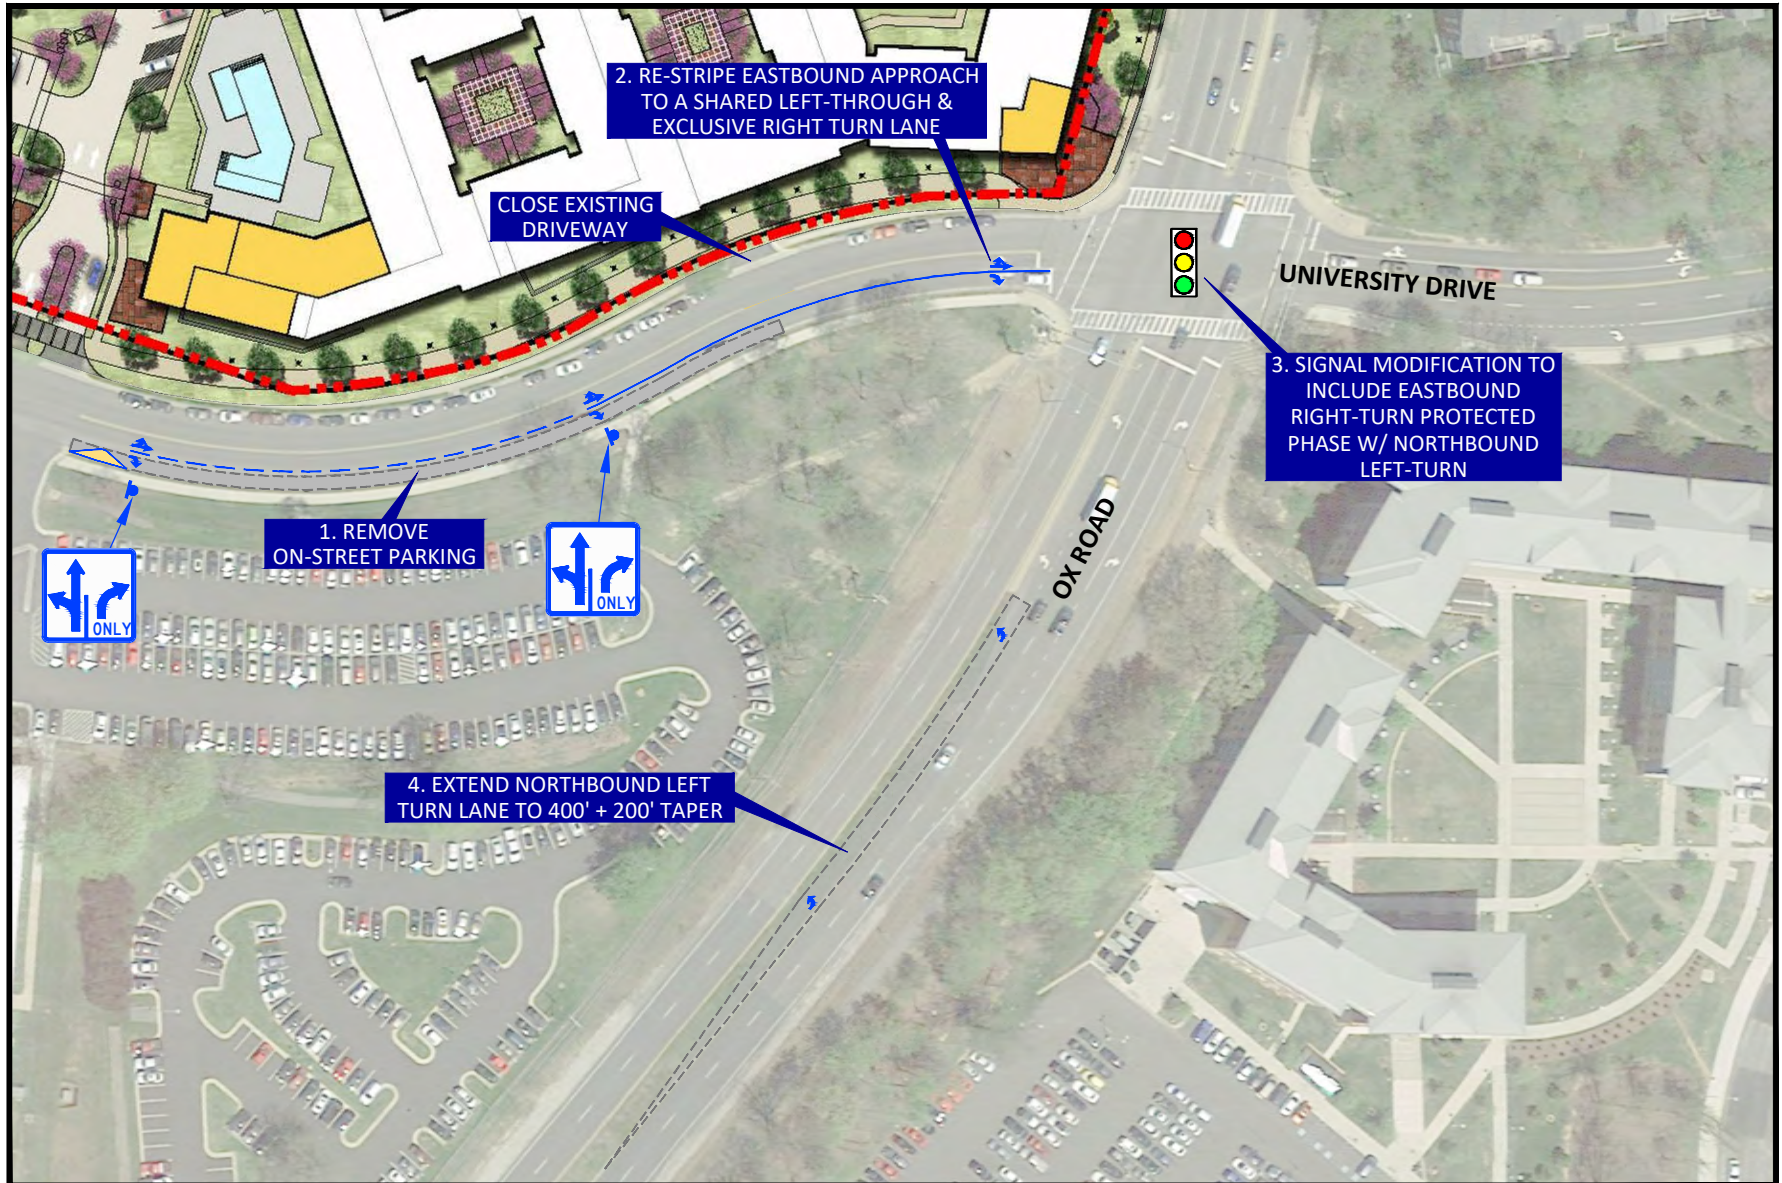 2. RE-STRIPE EASTBOUND APPROACH
TO A SHARED LEFT-THROUGH &
EXCLUSIVE RIGHT TURN LANE
CLOSE EXISTING
DRIVEWAY
UNIVERSITY DRIVE
3. SIGNAL MODIFICATION TO
INCLUDE EASTBOUND
RIGHT-TURN PROTECTED
PHASE W/ NORTHBOUND
LEFT-TURN
1. REMOVE
ON-STREET PARKING
OX ROAD
ONLY
ONLY
4. EXTEND NORTHBOUND LEFT
TURN LANE TO 400' + 200' TAPER